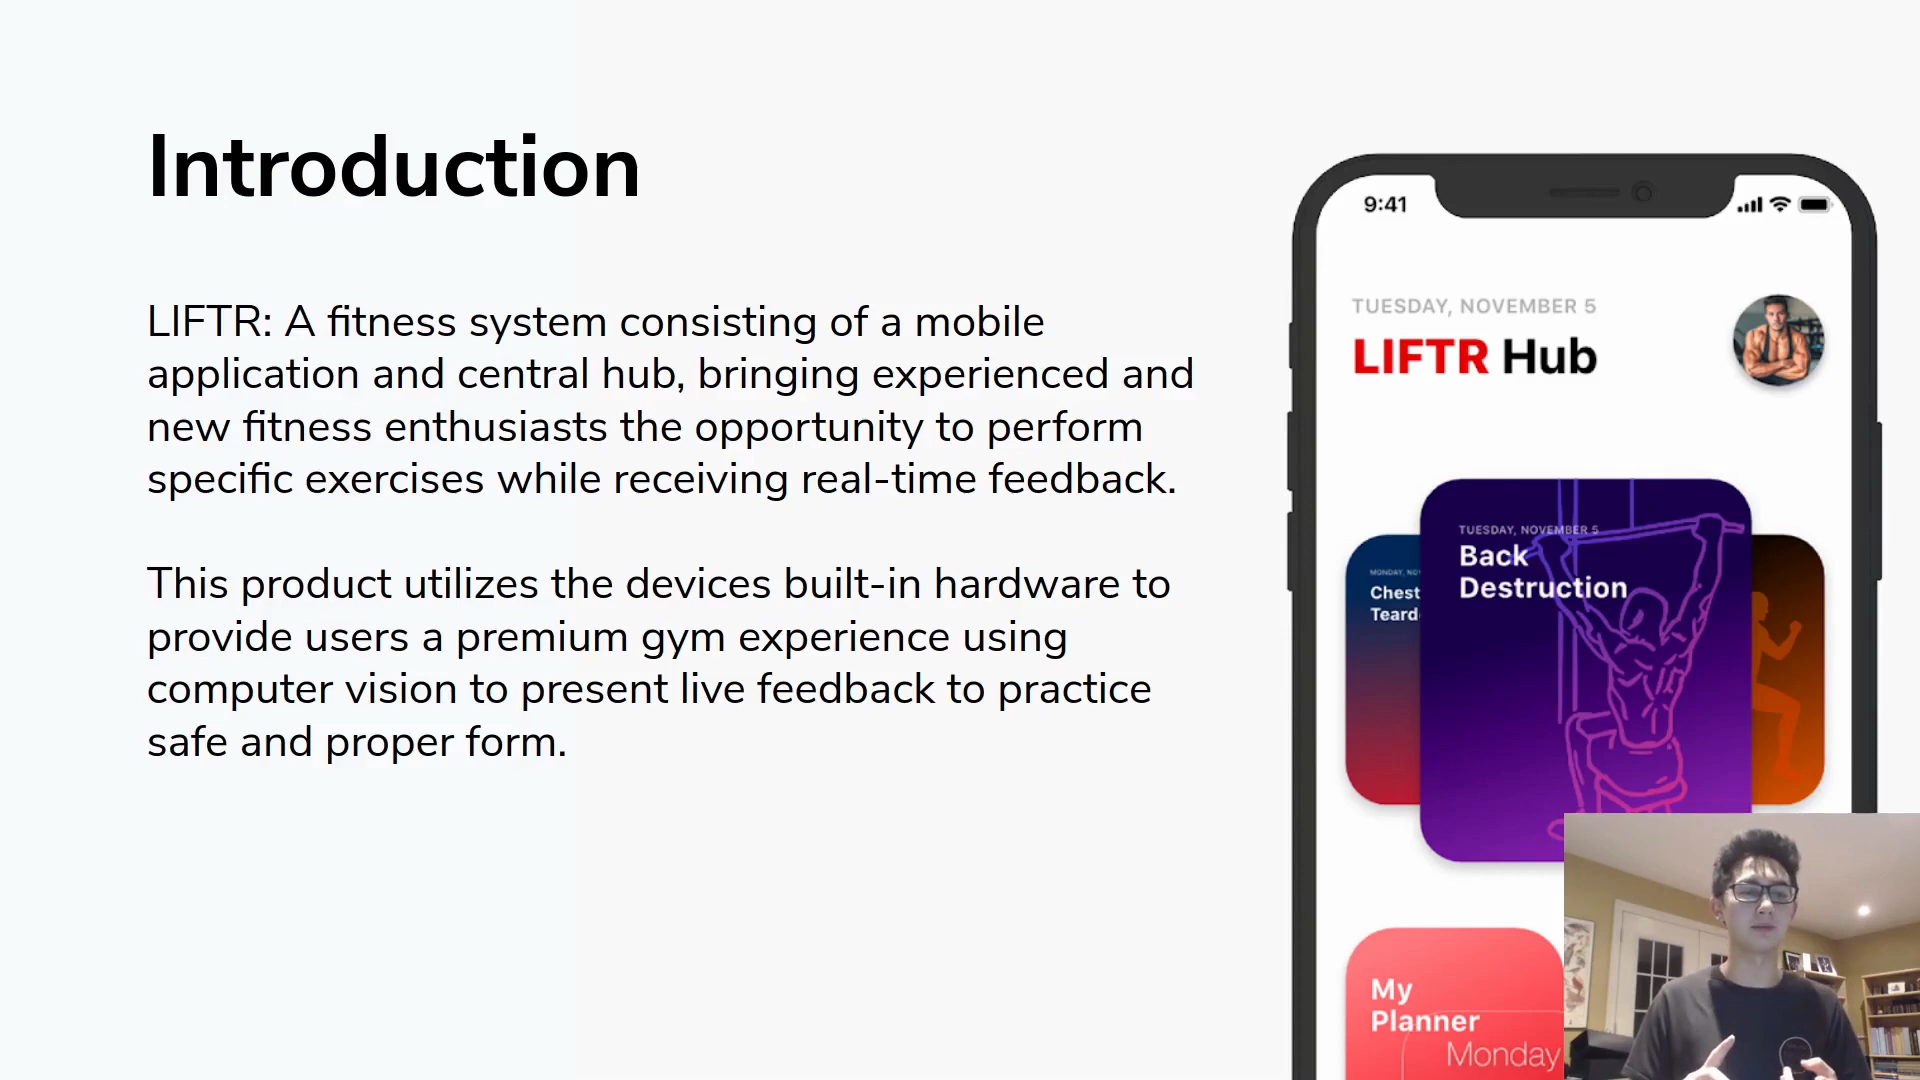 Introduction
LIFTR: A fitness system consisting of a mobile
application and central hub, bringing experienced and
new fitness enthusiasts the opportunity to perform
specific exercises while receiving real-time feedback.
This product utilizes the devices built-in hardware to
provide users a premium gym experience using
computer vision to present live feedback to practice
safe and proper form.
9:41
TUESDAY, NOVEMBER 5
LIFTR Hub
MONDAY, NOV
Chest
Teard
TUESDAY, NOVEMBER 5
Back
Destruction
My
Planner
Monday